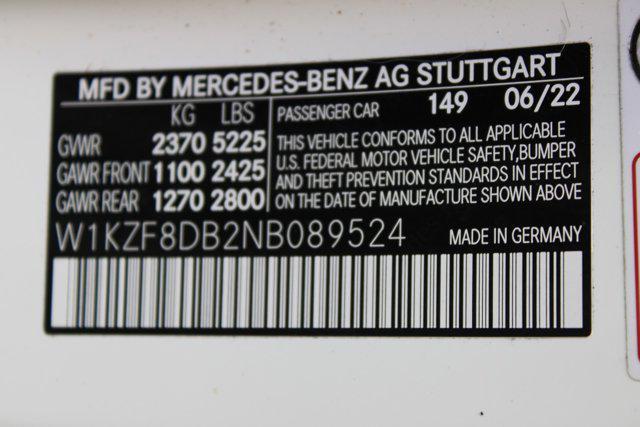 MFD BY MERCEDES-BENZ AG STUTTGART
KG LBS
GVWR 2370 5225
GAWR FRONT 1100 2425
GAWR REAR 1270 2800
PASSENGER CAR 149 06/22
THIS VEHICLE CONFORMS TO ALL APPLICABLE
U.S. FEDERAL MOTOR VEHICLE SAFETY,BUMPER
AND THEFT PREVENTION STANDARDS IN EFFECT
ON THE DATE OF MANUFACTURE SHOWN ABOVE
W1KZF8DB2NB089524 MADE IN GERMANY